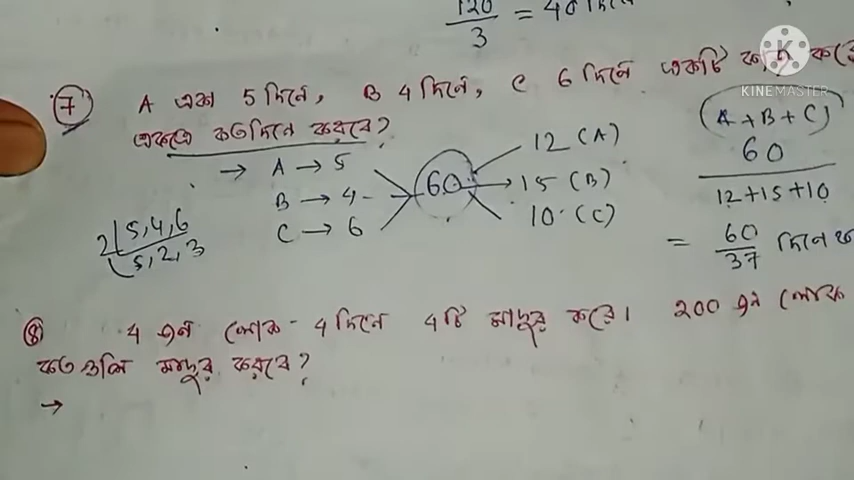 120/3 = 40 দিনে
KINEMASTER
7 A একা 5 দিনে, B 4 দিনে, C 6 দিনে একটি কাজ করে
একত্রে কতদিনে করবে?
(A+B+C)
→ A → 5
B → 4
C → 6
60
12 (A)
15 (B)
10 (C)
60
12+15+10
2 5, 4, 6
5, 2, 3
= 60/37 দিনে
8 4 জন লোক 4 দিনে 4টি মাদুর করে। 200 জন লোক
কতগুলি মাদুর করবে?
→